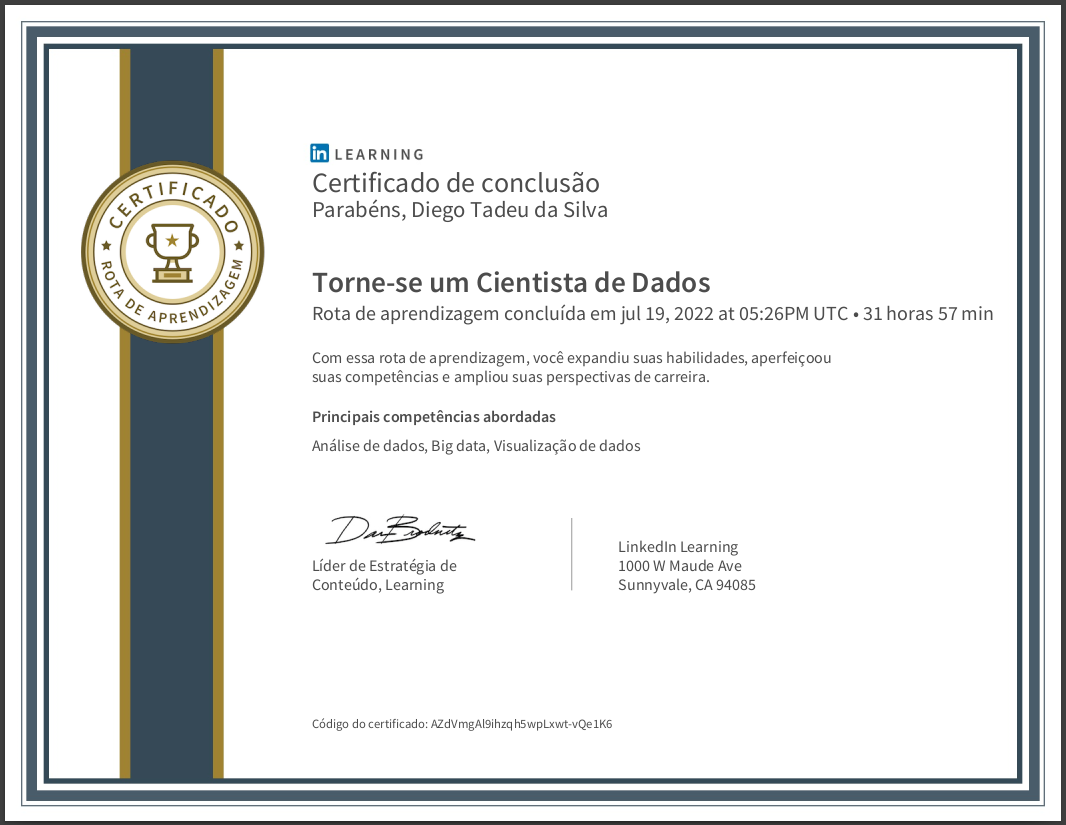 CERTIFICADO
ROTA DE APRENDIZAGEM
in LEARNING
Certificado de conclusão
Parabéns, Diego Tadeu da Silva
Torne-se um Cientista de Dados
Rota de aprendizagem concluída em jul 19, 2022 at 05:26PM UTC • 31 horas 57 min
Com essa rota de aprendizagem, você expandiu suas habilidades, aperfeiçoou
suas competências e ampliou suas perspectivas de carreira.
Principais competências abordadas
Análise de dados, Big data, Visualização de dados
Líder de Estratégia de
Conteúdo, Learning
LinkedIn Learning
1000 W Maude Ave
Sunnyvale, CA 94085
Código do certificado: AZdVmgAl9ihzqh5wpLxwt-vQe1K6